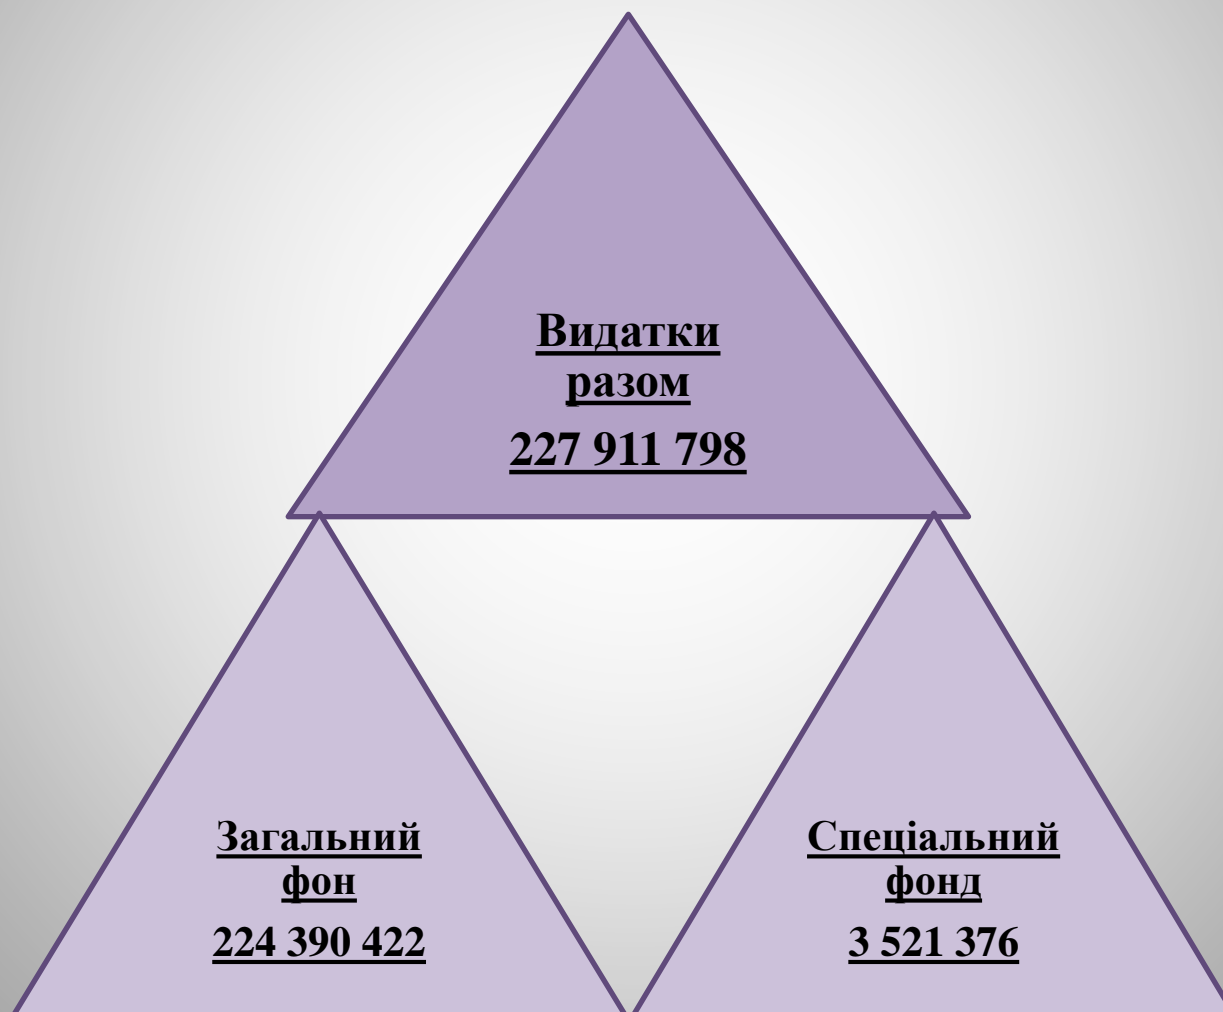 Видатки
разом
227 911 798
Загальний
фон
224 390 422
Спеціальний
фонд
3 521 376